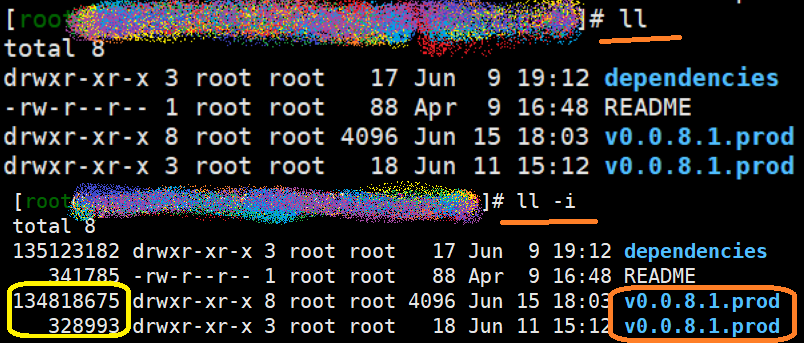 [root ]# ll
total 8
drwxr-xr-x 3 root root   17 Jun  9 19:12 dependencies
-rw-r--r-- 1 root root   88 Apr  9 16:48 README
drwxr-xr-x 8 root root 4096 Jun 15 18:03 v0.0.8.1.prod
drwxr-xr-x 3 root root   18 Jun 11 15:12 v0.0.8.1.prod
[root ]# ll -i
total 8
135123182 drwxr-xr-x 3 root root   17 Jun  9 19:12 dependencies
   341785 -rw-r--r-- 1 root root   88 Apr  9 16:48 README
134818675 drwxr-xr-x 8 root root 4096 Jun 15 18:03 v0.0.8.1.prod
   328993 drwxr-xr-x 3 root root   18 Jun 11 15:12 v0.0.8.1.prod